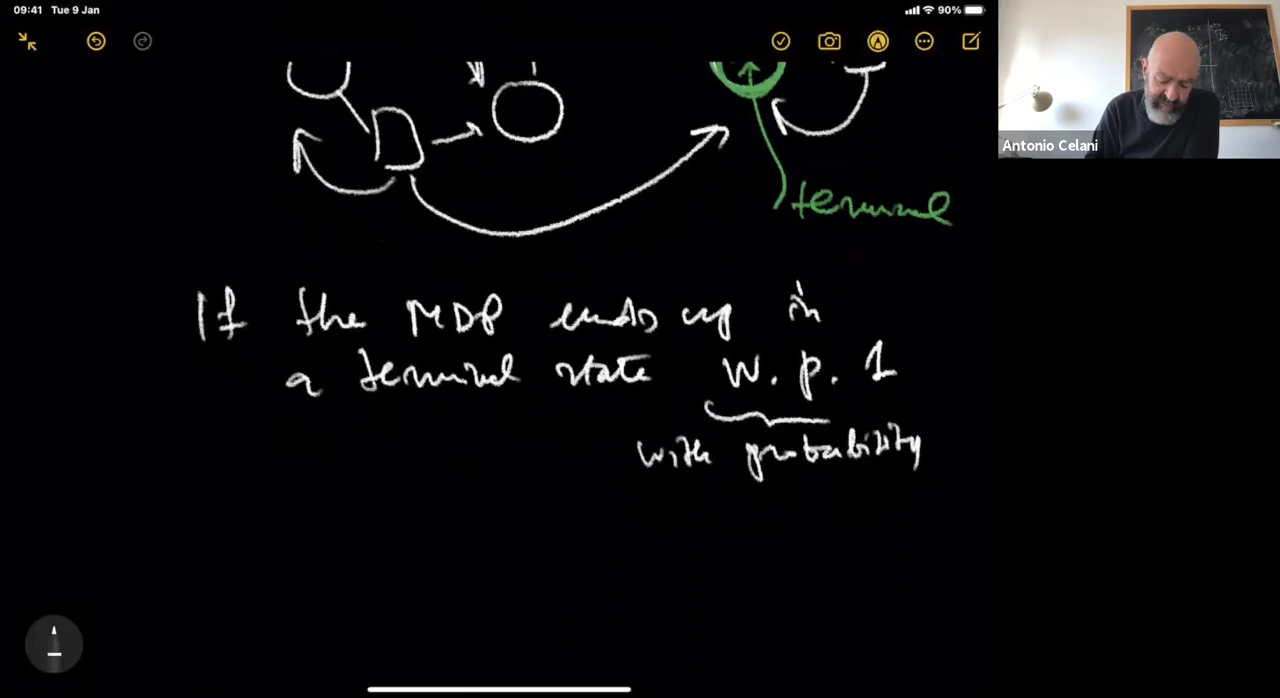 09:41 Tue 9 Jan
90%
Antonio Celani
terminal
If the MDP ends up in
a terminal state w.p. 1
with probability